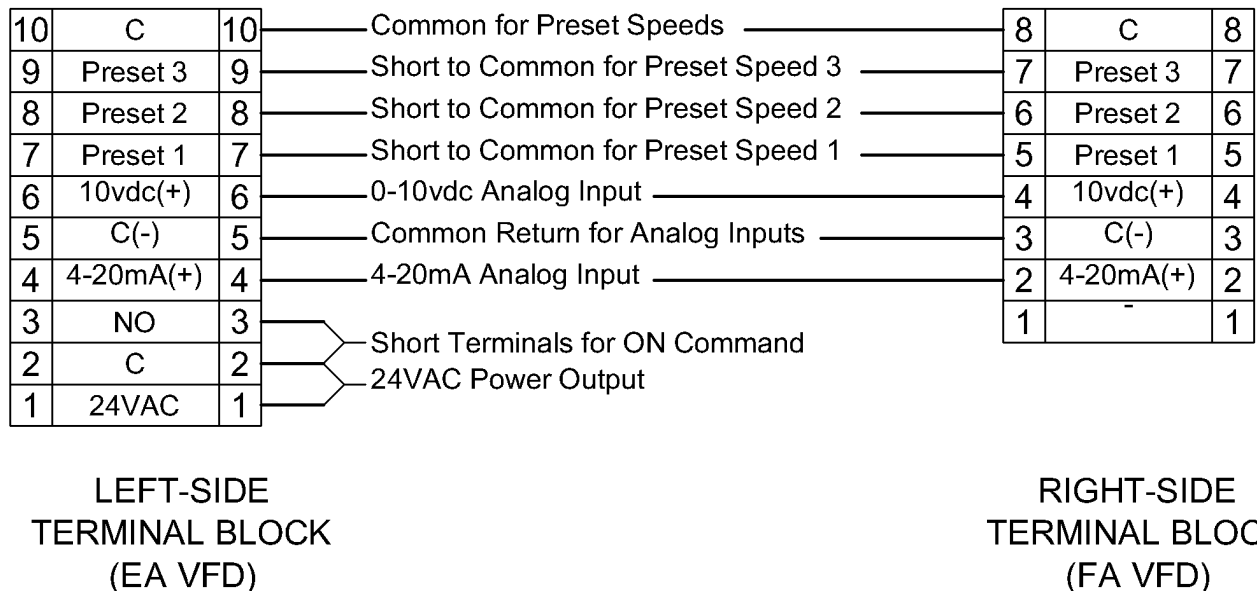 10 C 10 Common for Preset Speeds 8 C 8
9 Preset 3 9 Short to Common for Preset Speed 3 7 Preset 3 7
8 Preset 2 8 Short to Common for Preset Speed 2 6 Preset 2 6
7 Preset 1 7 Short to Common for Preset Speed 1 5 Preset 1 5
6 10vdc(+) 6 0-10vdc Analog Input 4 10vdc(+) 4
5 C(-) 5 Common Return for Analog Inputs 3 C(-) 3
4 4-20mA(+) 4 4-20mA Analog Input 2 4-20mA(+) 2
3 NO 3 1 - 1
Short Terminals for ON Command
2 C 2
24VAC Power Output
1 24VAC 1
LEFT-SIDE
TERMINAL BLOCK
(EA VFD)
RIGHT-SIDE
TERMINAL BLOC
(FA VFD)